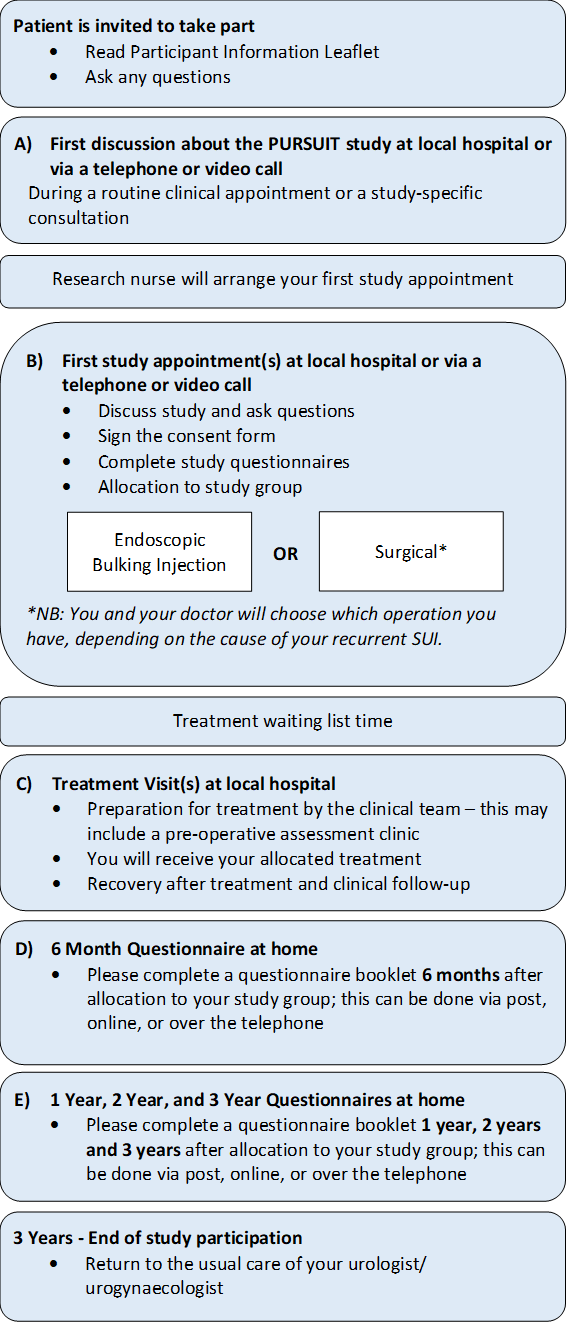 Patient is invited to take part
• Read Participant Information Leaflet
• Ask any questions
A) First discussion about the PURSUIT study at local hospital or
via a telephone or video call
During a routine clinical appointment or a study-specific
consultation
Research nurse will arrange your first study appointment
B) First study appointment(s) at local hospital or via a
telephone or video call
• Discuss study and ask questions
• Sign the consent form
• Complete study questionnaires
• Allocation to study group
Endoscopic
Bulking Injection
OR
Surgical*
*NB: You and your doctor will choose which operation you
have, depending on the cause of your recurrent SUI.
Treatment waiting list time
C) Treatment Visit(s) at local hospital
• Preparation for treatment by the clinical team – this may
include a pre-operative assessment clinic
• You will receive your allocated treatment
• Recovery after treatment and clinical follow-up
D) 6 Month Questionnaire at home
• Please complete a questionnaire booklet 6 months after
allocation to your study group; this can be done via post,
online, or over the telephone
E) 1 Year, 2 Year, and 3 Year Questionnaires at home
• Please complete a questionnaire booklet 1 year, 2 years
and 3 years after allocation to your study group; this can
be done via post, online, or over the telephone
3 Years - End of study participation
• Return to the usual care of your urologist/
urogynaecologist